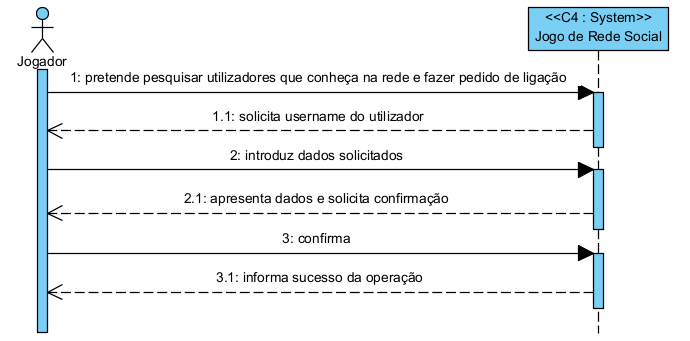 <<C4 : System>>
Jogo de Rede Social
Jogador
1: pretende pesquisar utilizadores que conheça na rede e fazer pedido de ligação
1.1: solicita username do utilizador
2: introduz dados solicitados
2.1: apresenta dados e solicita confirmação
3: confirma
3.1: informa sucesso da operação